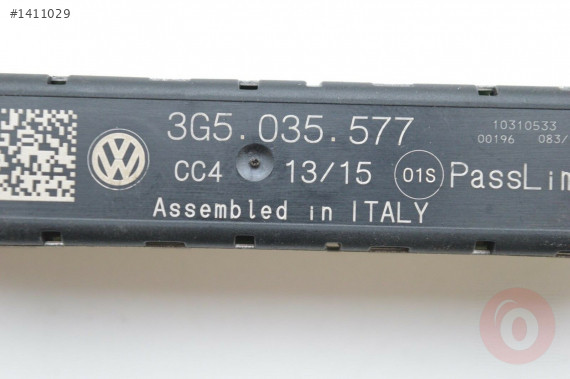 #1411029
3G5.035.577
10310533
00196 083/
CC4 13/15 01S PassLim
Assembled in ITALY